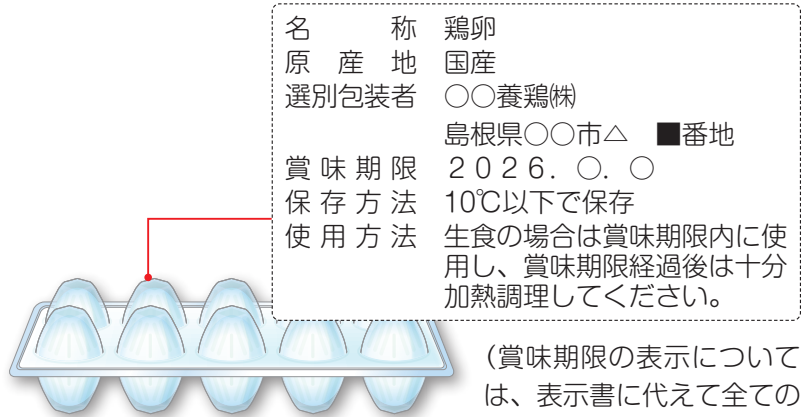 名称 鶏卵
原産地 国産
選別包装者 ○○養鶏㈱
島根県○○市△ ■番地
賞味期限 2026. ○. ○
保存方法 10℃以下で保存
使用方法 生食の場合は賞味期限内に使
用し、賞味期限経過後は十分
加熱調理してください。
（賞味期限の表示について
は、表示書に代えて全ての